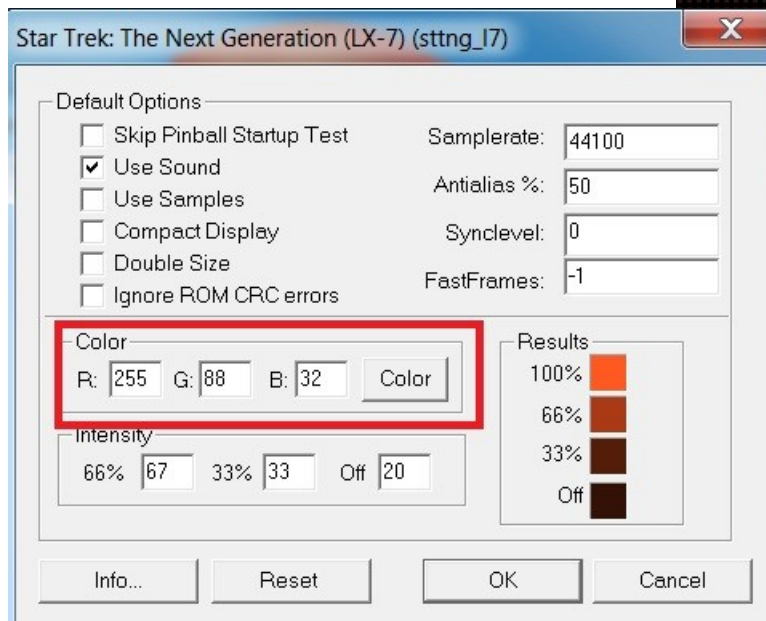 Star Trek: The Next Generation (LX-7) (sttng_l7)
X
Default Options
Skip Pinball Startup Test
Use Sound
Use Samples
Compact Display
Double Size
Ignore ROM CRC errors
Samplerate: 44100
Antialias %: 50
Synclevel: 0
FastFrames: -1
Color
R: 255 G: 88 B: 32 Color
Intensity
66% 67 33% 33 Off 20
Results
100%
66%
33%
Off
Info... Reset OK Cancel